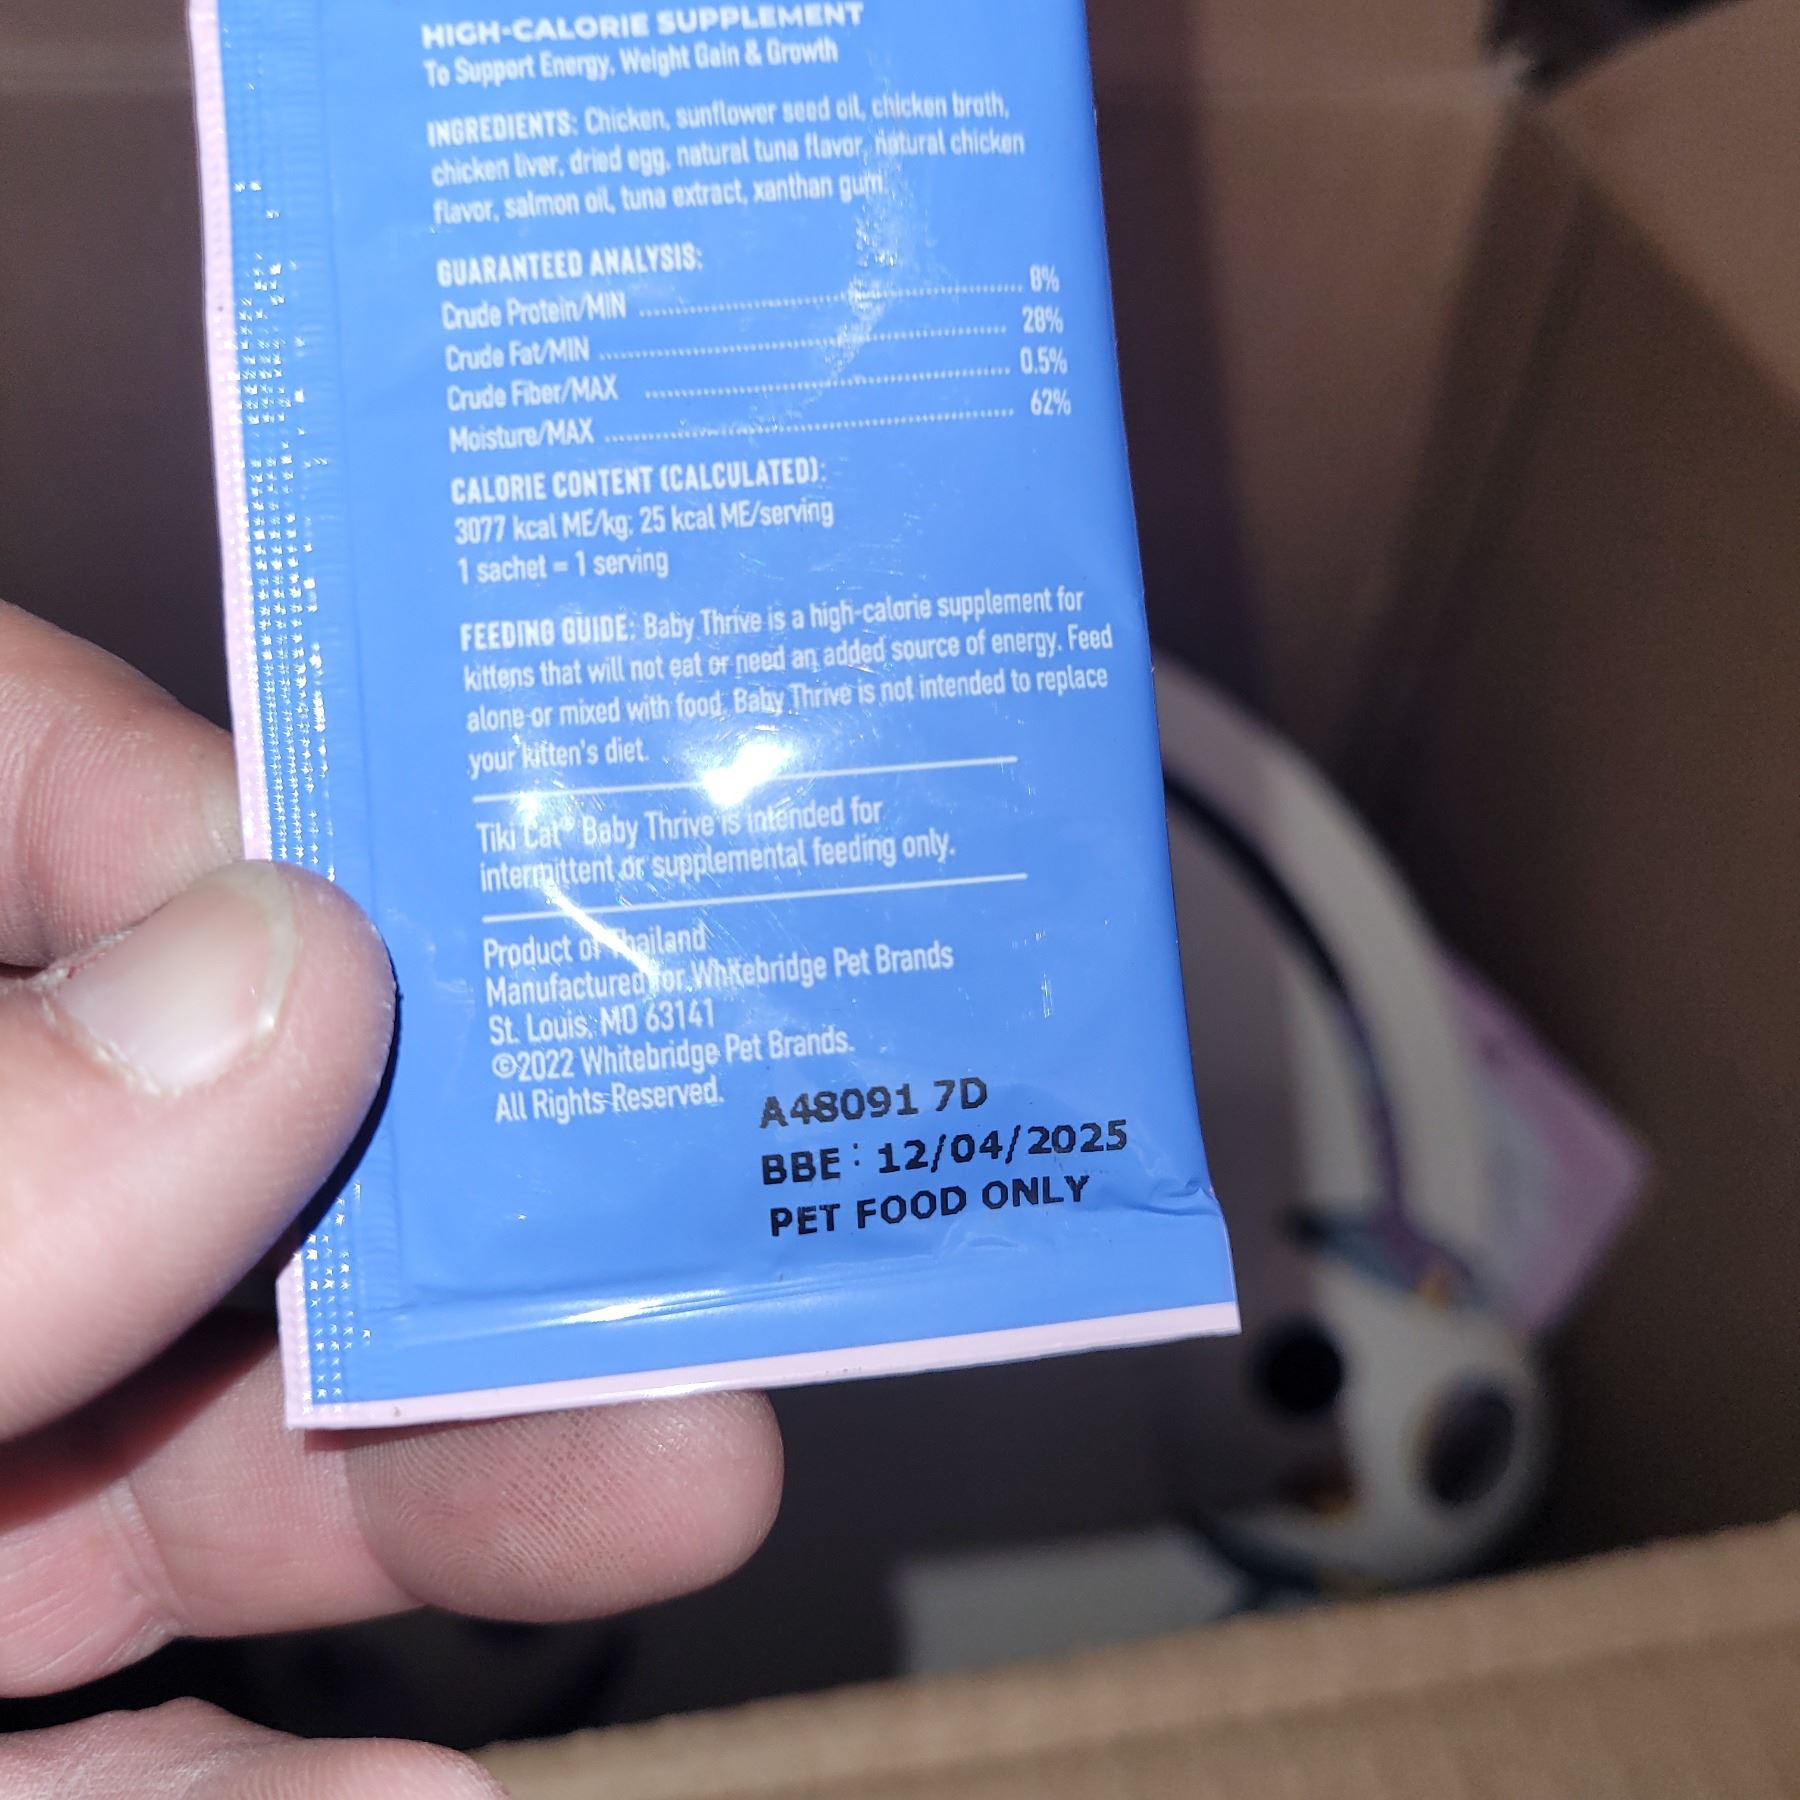 HIGH-CALORIE SUPPLEMENT
To Support Energy, Weight Gain & Growth
INGREDIENTS: Chicken, sunflower seed oil, chicken broth,
chicken liver, dried egg, natural tuna flavor, natural chicken
flavor, salmon oil, tuna extract, xanthan gum.
GUARANTEED ANALYSIS:
Crude Protein/MIN ........ 8%
Crude Fat/MIN ........ 28%
Crude Fiber/MAX ........ 0.5%
Moisture/MAX ........ 62%
CALORIE CONTENT (CALCULATED):
3077 kcal ME/kg; 25 kcal ME/serving
1 sachet = 1 serving
FEEDING GUIDE: Baby Thrive is a high-calorie supplement for
kittens that will not eat or need an added source of energy. Feed
alone or mixed with food. Baby Thrive is not intended to replace
your kitten's diet.
Tiki Cat® Baby Thrive is intended for
intermittent or supplemental feeding only.
Product of Thailand
Manufactured for Whitebridge Pet Brands
St. Louis, MO 63141
©2022 Whitebridge Pet Brands.
All Rights Reserved.
A48091 7D
BBE : 12/04/2025
PET FOOD ONLY